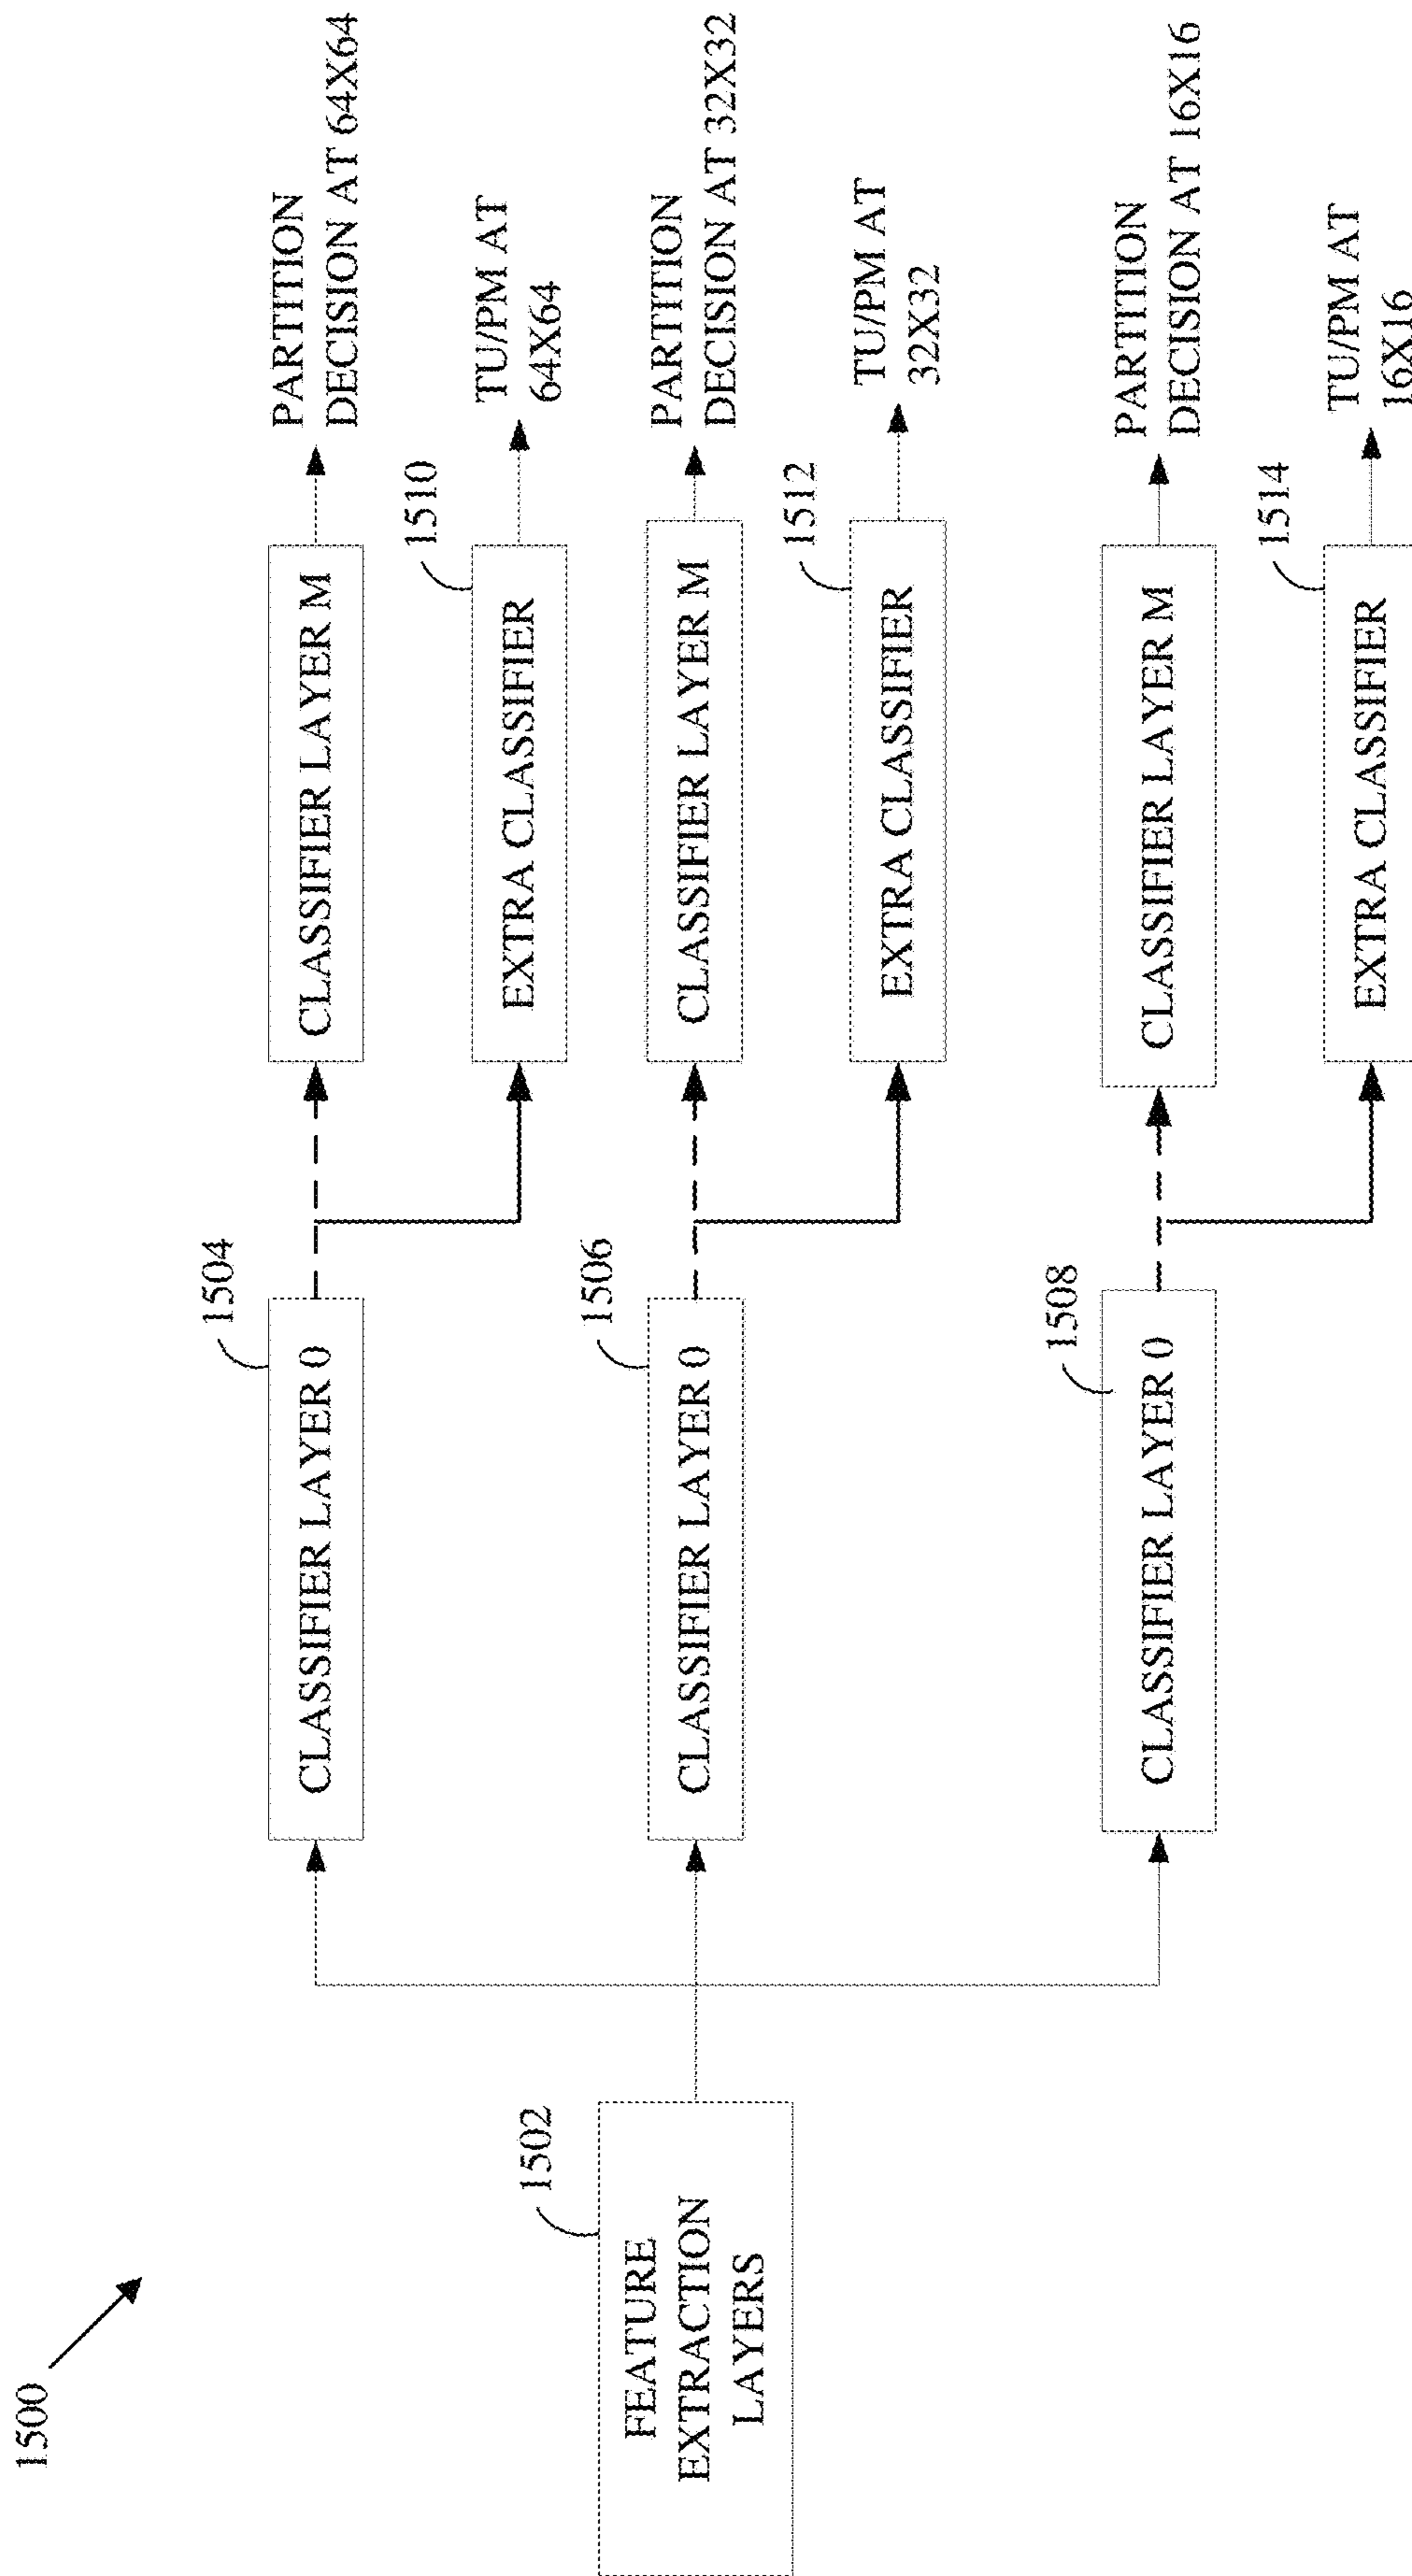 1500
1502
FEATURE
EXTRACTION
LAYERS
1504
CLASSIFIER LAYER 0
CLASSIFIER LAYER M
PARTITION
DECISION AT 64X64
1510
EXTRA CLASSIFIER
TU/PM AT
64X64
1506
CLASSIFIER LAYER 0
CLASSIFIER LAYER M
PARTITION
DECISION AT 32X32
1512
EXTRA CLASSIFIER
TU/PM AT
32X32
1508
CLASSIFIER LAYER 0
CLASSIFIER LAYER M
PARTITION
DECISION AT 16X16
1514
EXTRA CLASSIFIER
TU/PM AT
16X16